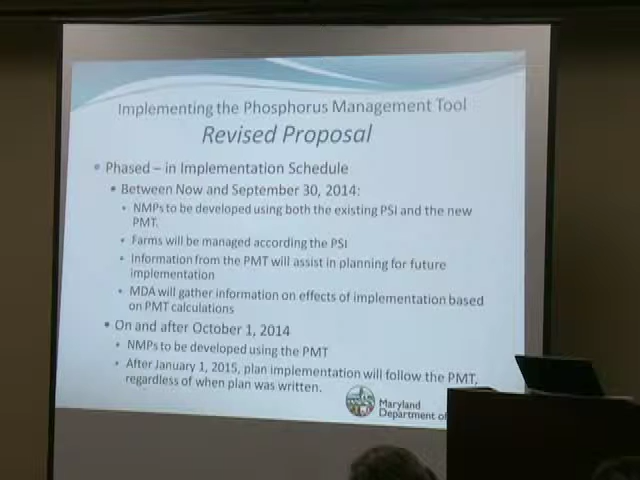 Implementing the Phosphorus Management Tool
Revised Proposal
• Phased – in Implementation Schedule
• Between Now and September 30, 2014:
• NMPs to be developed using both the existing PSI and the new
PMT.
• Farms will be managed according the PSI
• Information from the PMT will assist in planning for future
implementation
• MDA will gather information on effects of implementation based
on PMT calculations
• On and after October 1, 2014
• NMPs to be developed using the PMT
• After January 1, 2015, plan implementation will follow the PMT,
regardless of when plan was written.
Maryland
Department of